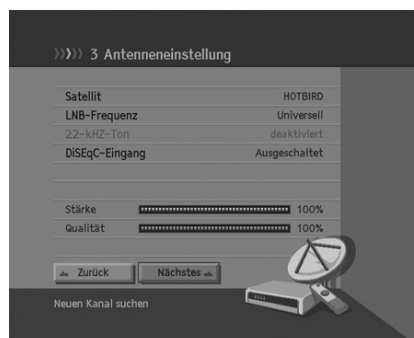 ))))) 3 Antenneneinstellung
Satellit HOTBIRD
LNB-Frequenz Universell
22-kHZ-Ton deaktiviert
DiSEqC-Eingang Ausgeschaltet
Stärke 100%
Qualität 100%
Zurück Nächstes
Neuen Kanal suchen